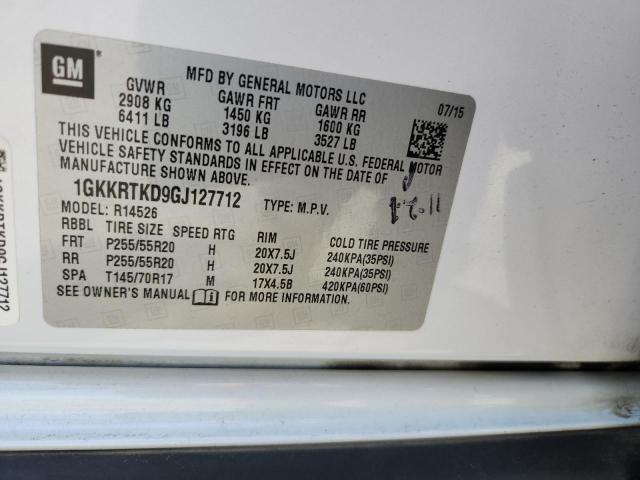 GM
MFD BY GENERAL MOTORS LLC
07/15
GVWR GAWR FRT GAWR RR
2908 KG 1450 KG 1600 KG
6411 LB 3196 LB 3527 LB
THIS VEHICLE CONFORMS TO ALL APPLICABLE U.S. FEDERAL MOTOR
VEHICLE SAFETY STANDARDS IN EFFECT ON THE DATE OF
MANUFACTURE SHOWN ABOVE.
1GKKRTKD9GJ127712 TYPE: M.P.V.
MODEL: R14526
RBBL TIRE SIZE SPEED RTG RIM COLD TIRE PRESSURE
FRT P255/55R20 H 20X7.5J 240KPA(35PSI)
RR P255/55R20 H 20X7.5J 240KPA(35PSI)
SPA T145/70R17 M 17X4.5B 420KPA(60PSI)
SEE OWNER'S MANUAL FOR MORE INFORMATION